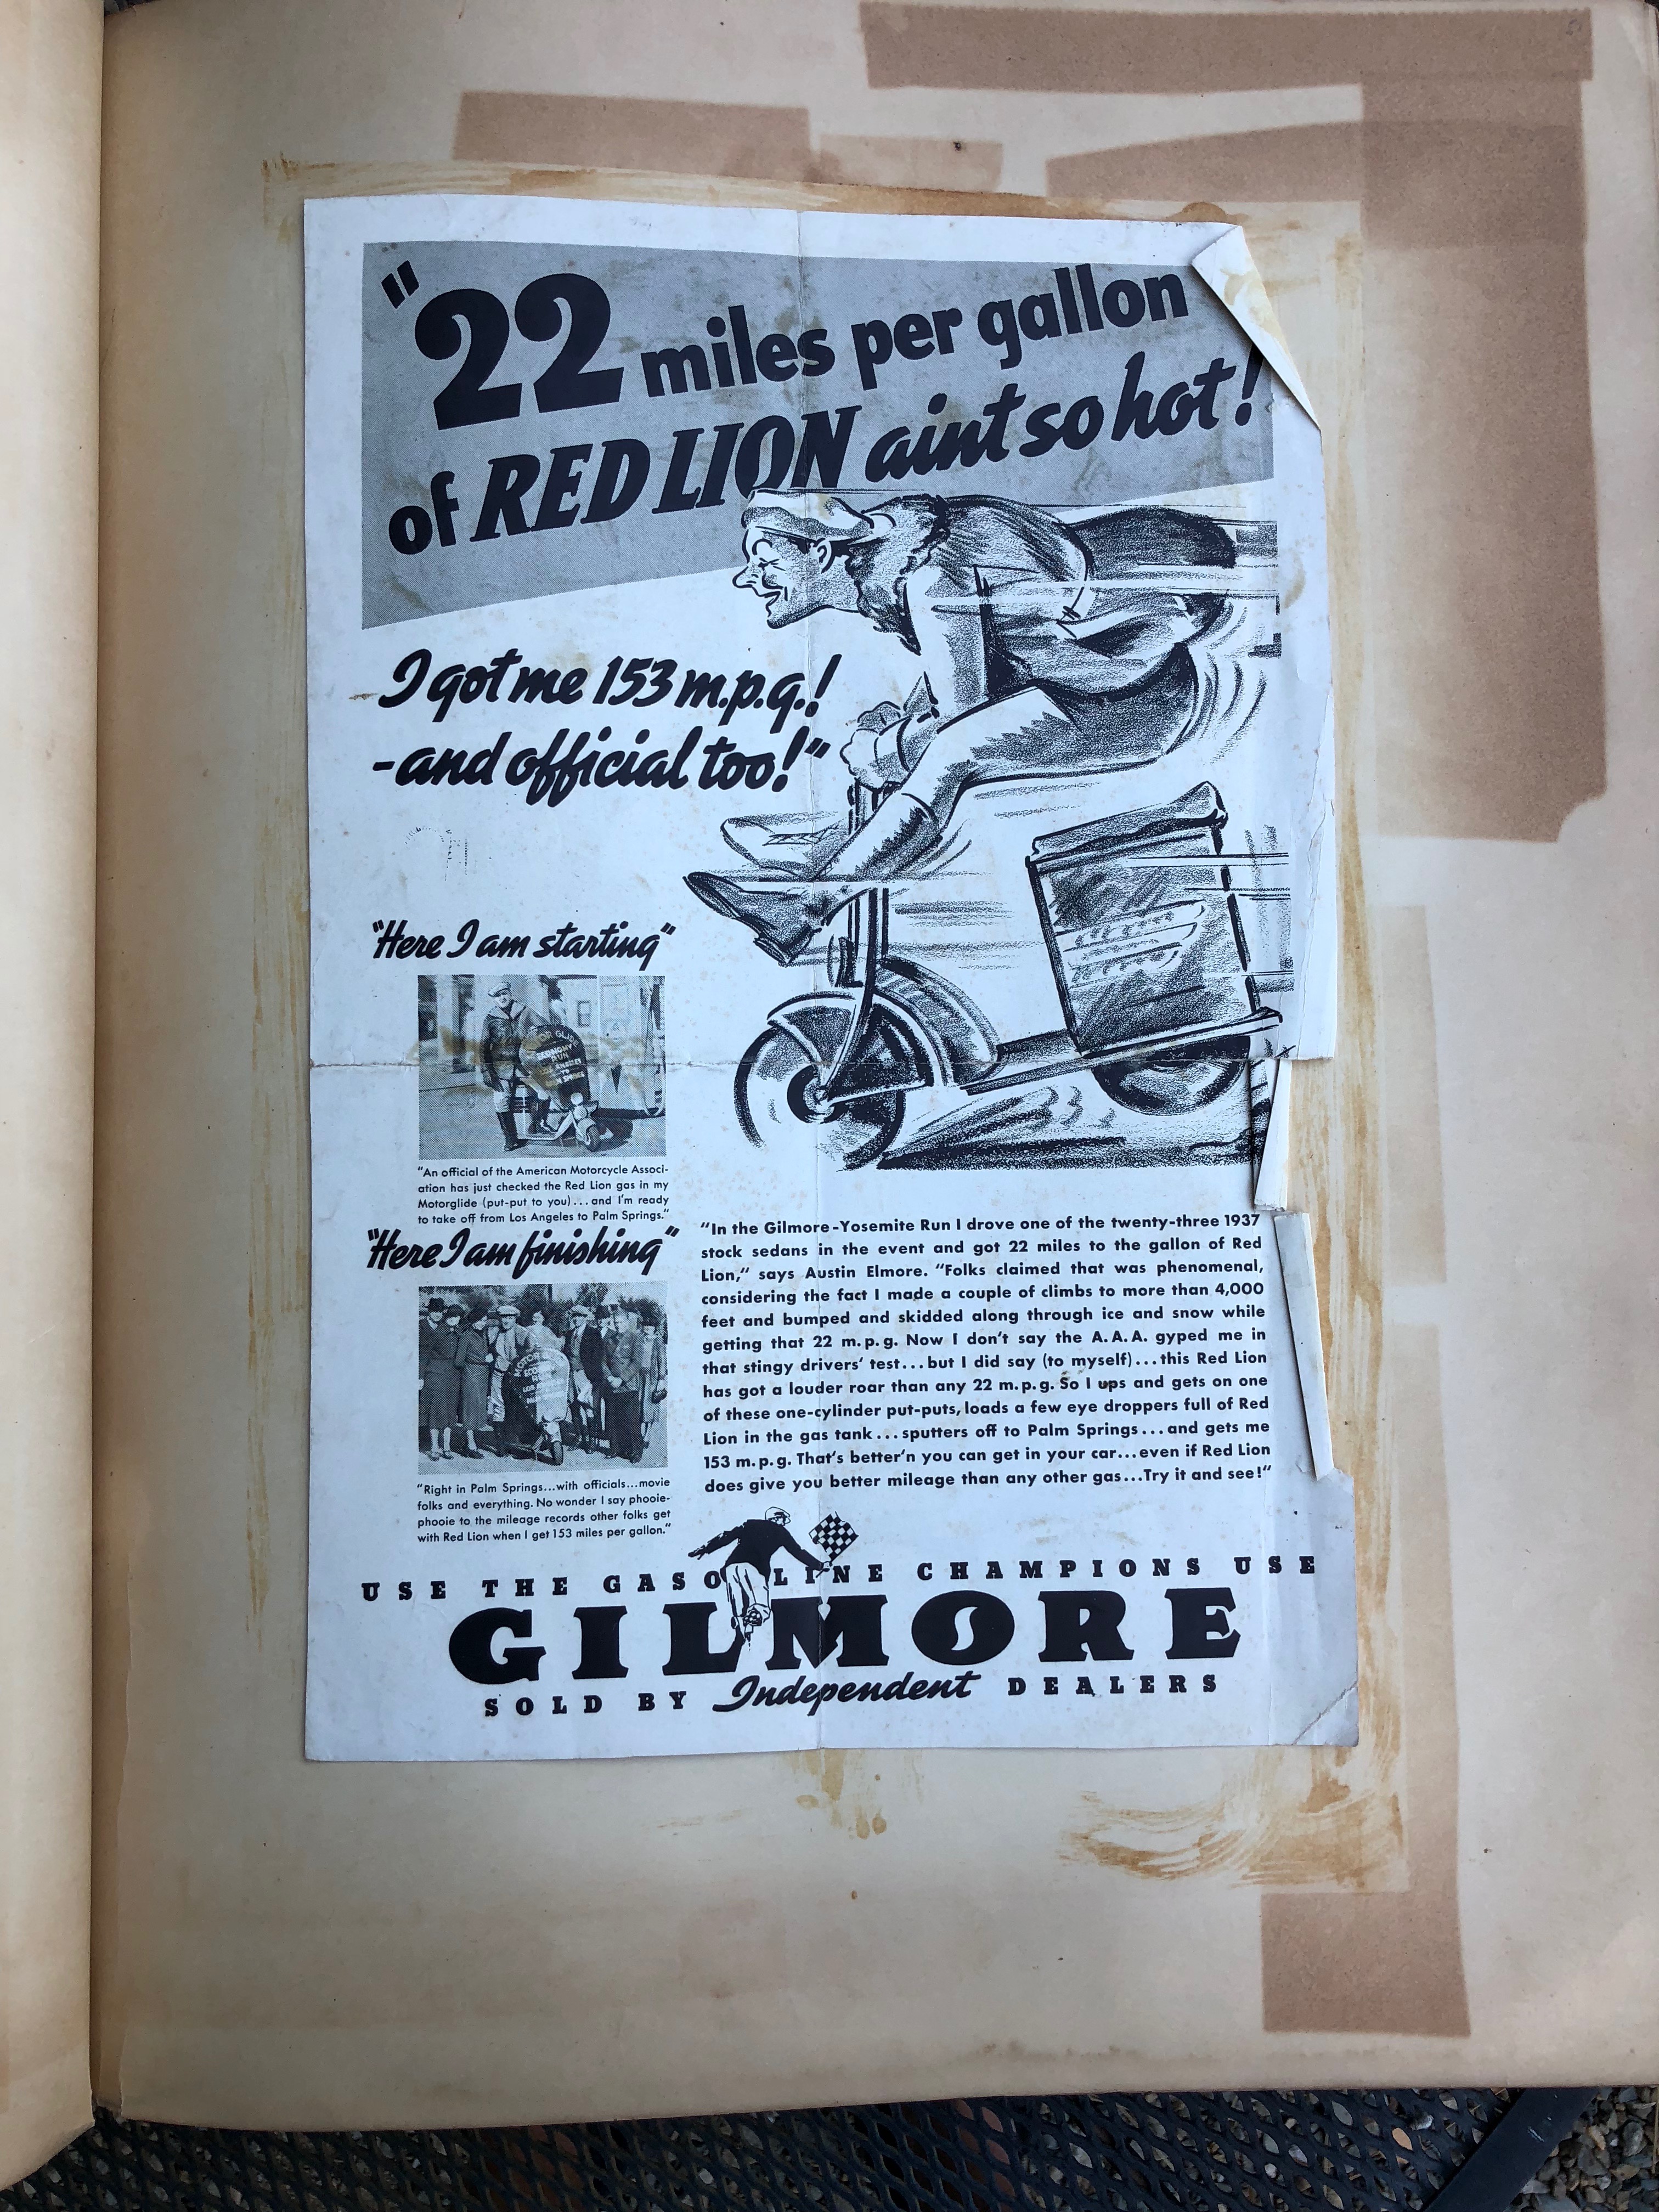 "22 miles per gallon
of RED LION aint so hot!
I got me 153 m.p.g.!
-and official too!"
"Here I am starting"
MOTOR GLIDE
ECONOMY
RUN
LOS ANGELES
TO
PALM SPRINGS
"An official of the American Motorcycle Associ-
ation has just checked the Red Lion gas in my
Motorglide (put-put to you)...and I'm ready
to take off from Los Angeles to Palm Springs."
"Here I am finishing"
"Right in Palm Springs...with officials...movie
folks and everything. No wonder I say phooie-
phooie to the mileage records other folks get
with Red Lion when I get 153 miles per gallon."
"In the Gilmore-Yosemite Run I drove one of the twenty-three 1937
stock sedans in the event and got 22 miles to the gallon of Red
Lion," says Austin Elmore. "Folks claimed that was phenomenal,
considering the fact I made a couple of climbs to more than 4,000
feet and bumped and skidded along through ice and snow while
getting that 22 m.p.g. Now I don't say the A.A.A. gyped me in
that stingy drivers' test...but I did say (to myself)...this Red Lion
has got a louder roar than any 22 m.p.g. So I ups and gets on one
of these one-cylinder put-puts, loads a few eye droppers full of Red
Lion in the gas tank...sputters off to Palm Springs...and gets me
153 m.p.g. That's better'n you can get in your car...even if Red Lion
does give you better mileage than any other gas...Try it and see!"
USE THE GASOLINE CHAMPIONS USE
GILMORE
SOLD BY Independent DEALERS